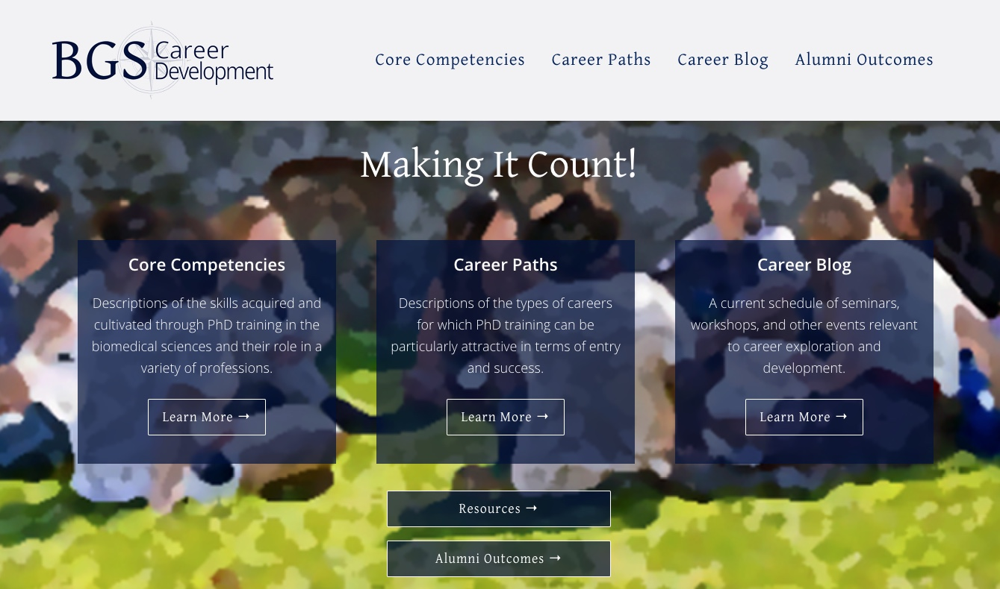 BGS Career Development
Core Competencies Career Paths Career Blog Alumni Outcomes
Making It Count!
Core Competencies
Descriptions of the skills acquired and
cultivated through PhD training in the
biomedical sciences and their role in a
variety of professions.
Learn More →
Career Paths
Descriptions of the types of careers
for which PhD training can be
particularly attractive in terms of entry
and success.
Learn More →
Career Blog
A current schedule of seminars,
workshops, and other events relevant
to career exploration and
development.
Learn More →
Resources →
Alumni Outcomes →